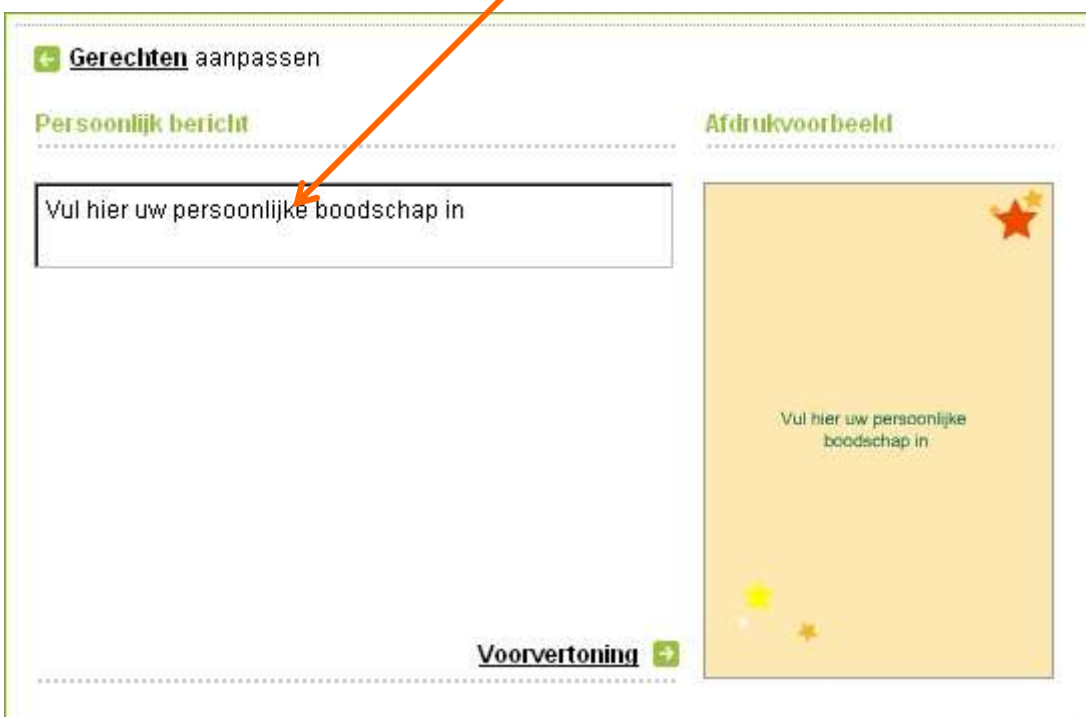 Gerechten aanpassen
Persoonlijk bericht
Afdrukvoorbeeld
Vul hier uw persoonlijke boodschap in
Vul hier uw persoonlijke
boodschap in
Voorvertoning